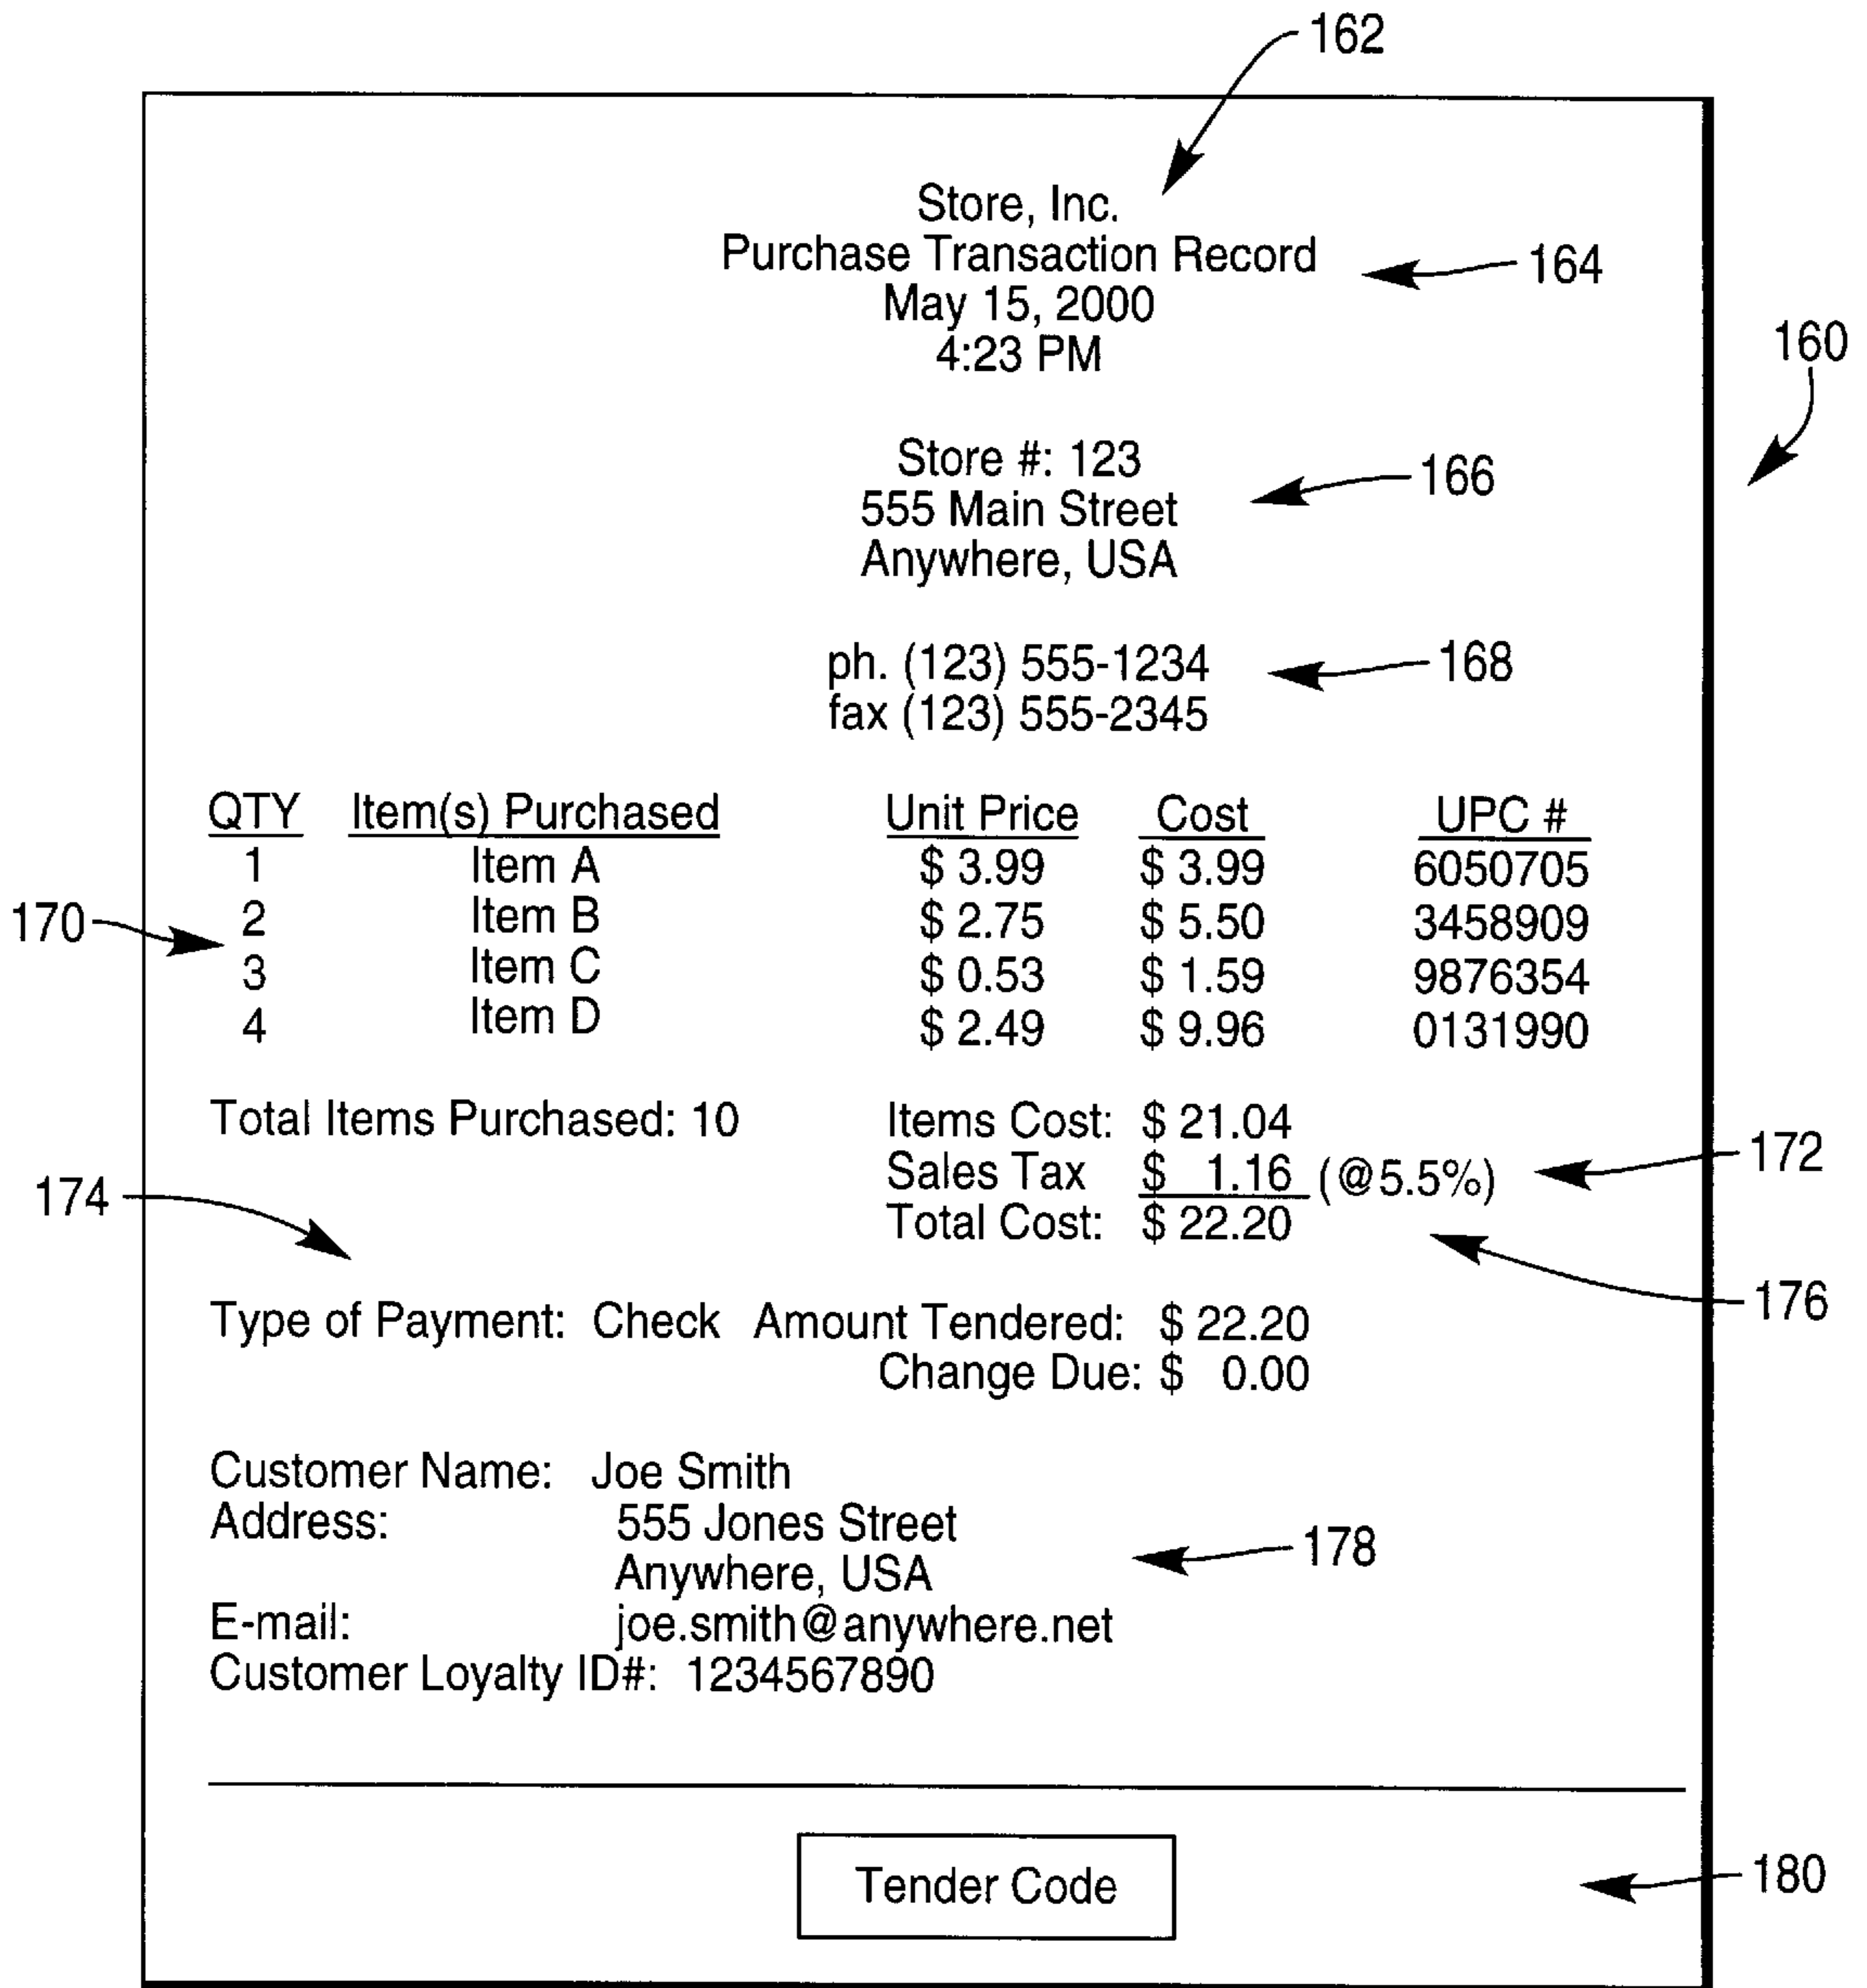 162
Store, Inc.
Purchase Transaction Record
164
May 15, 2000
4:23 PM
160
Store #: 123
166
555 Main Street
Anywhere, USA
ph. (123) 555-1234
168
fax (123) 555-2345
QTY Item(s) Purchased Unit Price Cost UPC #
1 Item A $ 3.99 $ 3.99 6050705
170
2 Item B $ 2.75 $ 5.50 3458909
3 Item C $ 0.53 $ 1.59 9876354
4 Item D $ 2.49 $ 9.96 0131990
Total Items Purchased: 10 Items Cost: $ 21.04
Sales Tax $ 1.16 (@5.5%)
172
174
Total Cost: $ 22.20
176
Type of Payment: Check Amount Tendered: $ 22.20
Change Due: $ 0.00
Customer Name: Joe Smith
Address: 555 Jones Street
178
Anywhere, USA
E-mail: joe.smith@anywhere.net
Customer Loyalty ID#: 1234567890
Tender Code
180